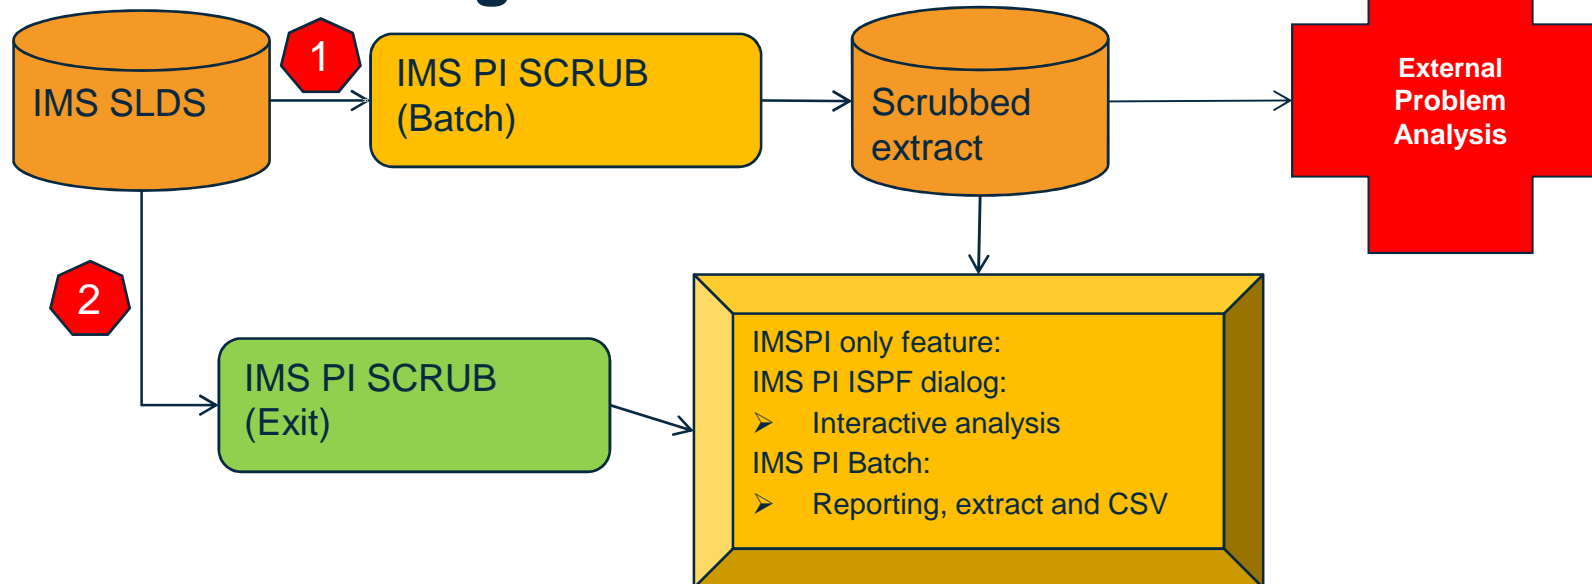 IMS SLDS
1
IMS PI SCRUB
(Batch)
Scrubbed
extract
External
Problem
Analysis
2
IMS PI SCRUB
(Exit)
IMSPI only feature:
IMS PI ISPF dialog:
➢ Interactive analysis
IMS PI Batch:
➢ Reporting, extract and CSV